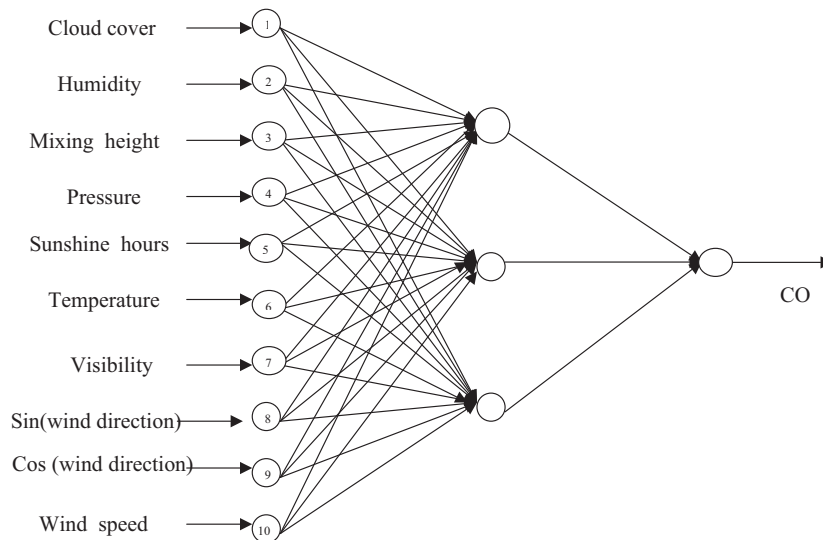 Cloud cover
1
Humidity
2
Mixing height
3
Pressure
4
Sunshine hours
5
Temperature
6
Visibility
7
Sin(wind direction)
8
Cos (wind direction)
9
Wind speed
10
CO